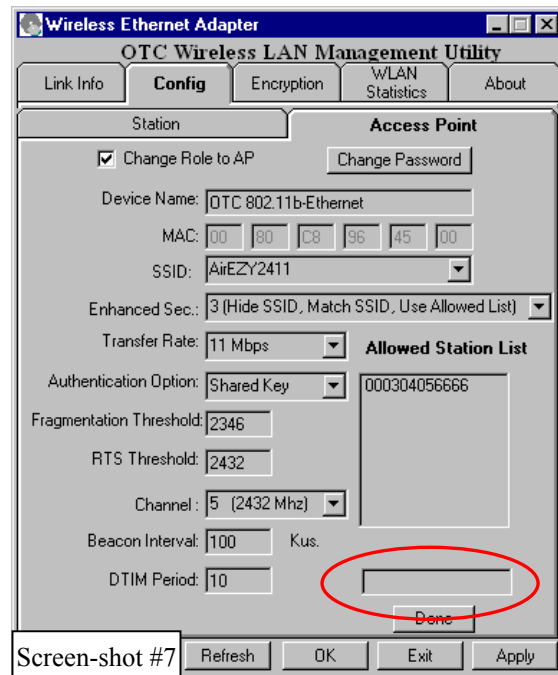 Wireless Ethernet Adapter
OTC Wireless LAN Management Utility
Link Info Config Encryption WLAN Statistics About
Station Access Point
Change Role to AP Change Password
Device Name: OTC 802.11b-Ethernet
MAC: 00 80 C8 96 45 00
SSID: AirEZY2411
Enhanced Sec.: 3 (Hide SSID, Match SSID, Use Allowed List)
Transfer Rate: 11 Mbps Allowed Station List
Authentication Option: Shared Key 000304056666
Fragmentation Threshold: 2346
RTS Threshold: 2432
Channel : 5 (2432 Mhz)
Beacon Interval: 100 Kus.
DTIM Period: 10
Done
Screen-shot #7 Refresh OK Exit Apply